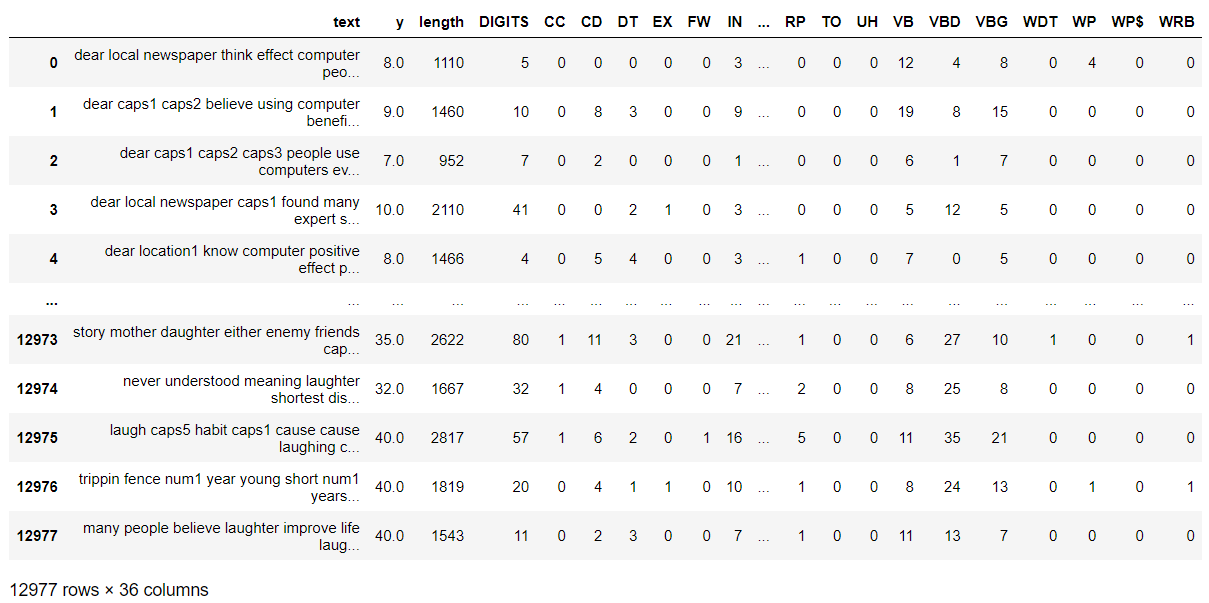 text y length DIGITS CC CD DT EX FW IN ... RP TO UH VB VBD VBG WDT WP WP$ WRB
0 dear local newspaper think effect computer peo... 8.0 1110 5 0 0 0 0 0 3 ... 0 0 0 12 4 8 0 4 0 0
1 dear caps1 caps2 believe using computer benefi... 9.0 1460 10 0 8 3 0 0 9 ... 0 0 0 19 8 15 0 0 0 0
2 dear caps1 caps2 caps3 people use computers ev... 7.0 952 7 0 2 0 0 0 1 ... 0 0 0 6 1 7 0 0 0 0
3 dear local newspaper caps1 found many expert s... 10.0 2110 41 0 0 2 1 0 3 ... 0 0 0 5 12 5 0 0 0 0
4 dear location1 know computer positive effect p... 8.0 1466 4 0 5 4 0 0 3 ... 1 0 0 7 0 5 0 0 0 0
... ... ... ... ... ... ... ... ... ... ... ... ... ... ... ... ... ... ... ... ... ...
12973 story mother daughter either enemy friends cap... 35.0 2622 80 1 11 3 0 0 21 ... 1 0 0 6 27 10 1 0 0 1
12974 never understood meaning laughter shortest dis... 32.0 1667 32 1 4 0 0 0 7 ... 2 0 0 8 25 8 0 0 0 0
12975 laugh caps5 habit caps1 cause cause laughing c... 40.0 2817 57 1 6 2 0 1 16 ... 5 0 0 11 35 21 0 0 0 0
12976 trippin fence num1 year young short num1 years... 40.0 1819 20 0 4 1 1 0 10 ... 1 0 0 8 24 13 0 1 0 1
12977 many people believe laughter improve life laug... 40.0 1543 11 0 2 3 0 0 7 ... 1 0 0 11 13 7 0 0 0 0
12977 rows × 36 columns